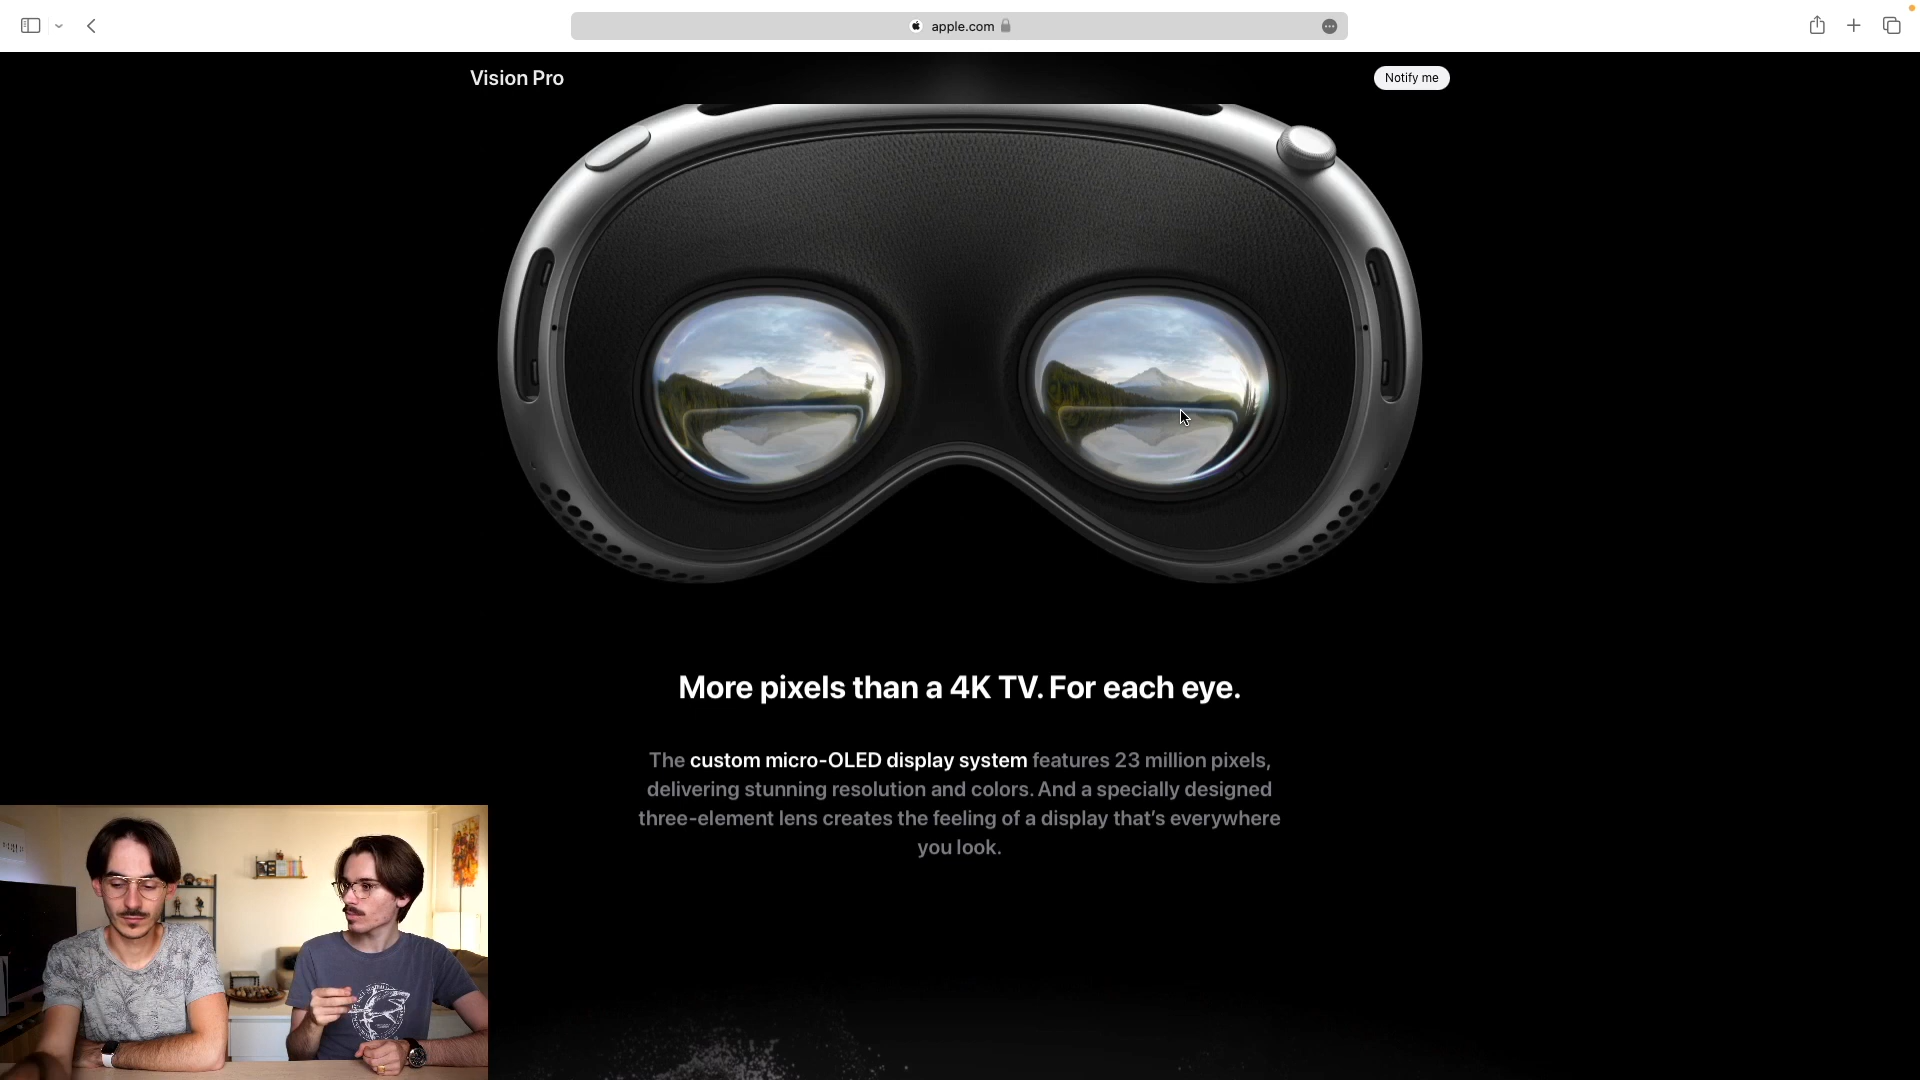 apple.com
Vision Pro
Notify me
More pixels than a 4K TV. For each eye.
The custom micro-OLED display system features 23 million pixels,
delivering stunning resolution and colors. And a specially designed
three-element lens creates the feeling of a display that’s everywhere
you look.